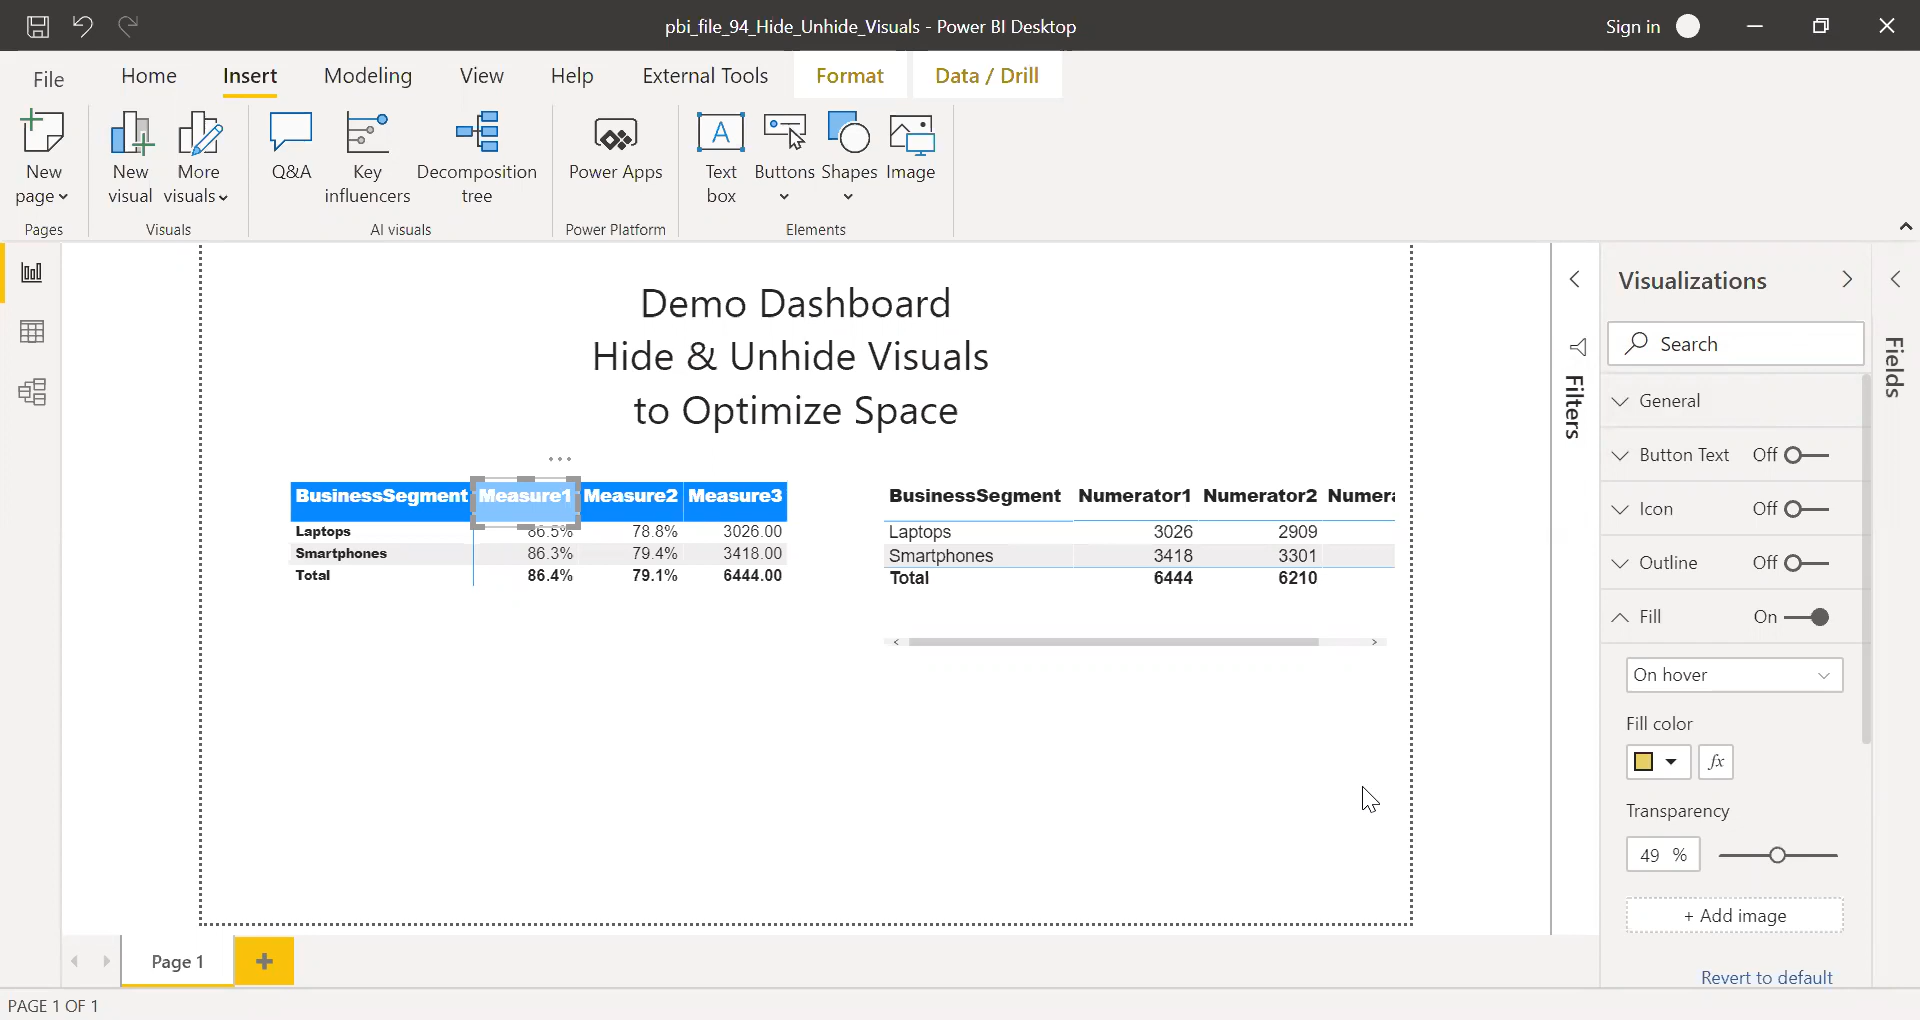 pbi_file_94_Hide_Unhide_Visuals - Power BI Desktop
Sign in
File Home Insert Modeling View Help External Tools Format Data / Drill
New page
New visual
More visuals
Q&A
Key influencers
Decomposition tree
Power Apps
Text box
Buttons
Shapes
Image
Pages
Visuals
AI visuals
Power Platform
Elements
Demo Dashboard
Hide & Unhide Visuals
to Optimize Space
BusinessSegment Measure1 Measure2 Measure3
Laptops 86.5% 78.8% 3026.00
Smartphones 86.3% 79.4% 3418.00
Total 86.4% 79.1% 6444.00
BusinessSegment Numerator1 Numerator2 Numera
Laptops 3026 2909
Smartphones 3418 3301
Total 6444 6210
Filters
Visualizations
Search
General
Button Text Off
Icon Off
Outline Off
Fill On
On hover
Fill color
fx
Transparency
49 %
+ Add image
Revert to default
Fields
Page 1
PAGE 1 OF 1